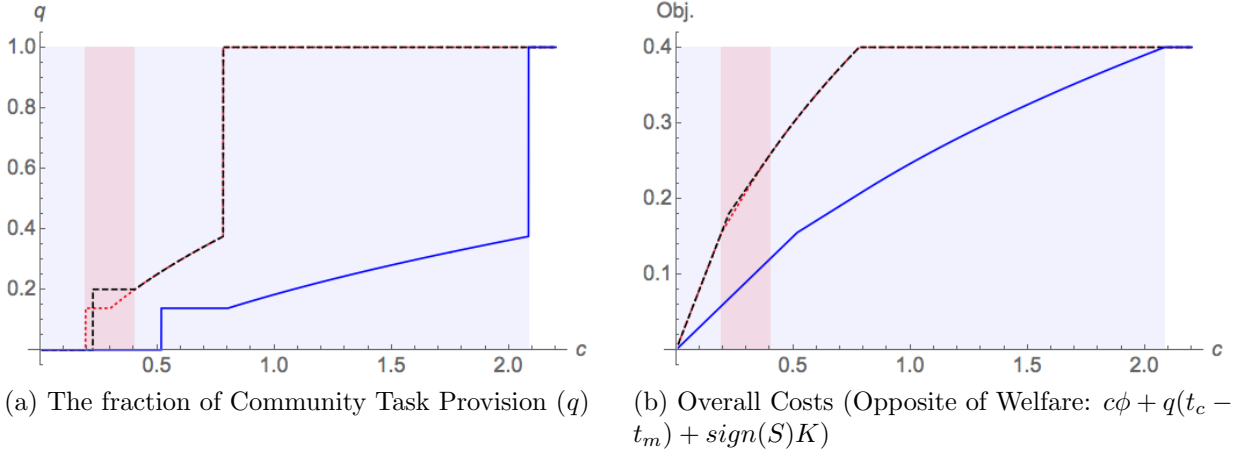 q
1.0
0.8
0.6
0.4
0.2
0.5
1.0
1.5
2.0
c
Obj.
0.4
0.3
0.2
0.1
0.5
1.0
1.5
2.0
c
(a) The fraction of Community Task Provision (q)
(b) Overall Costs (Opposite of Welfare: cϕ + q(t_c −
t_m) + sign(S)K)